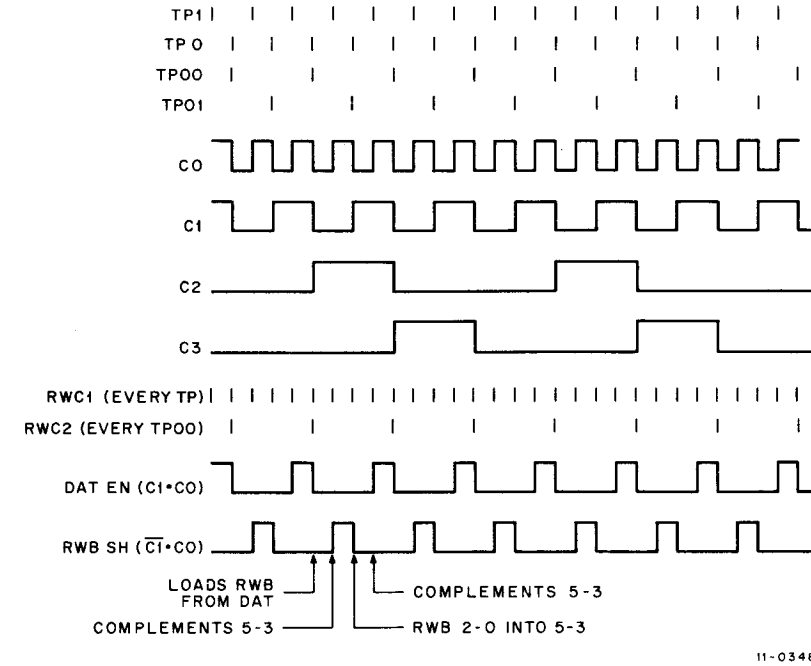 TP1
TP 0
TP00
TP01
C0
C1
C2
C3
RWC1 (EVERY TP)
RWC2 (EVERY TP00)
DAT EN (C1•C0)
RWB SH (C̅1̅•C0)
LOADS RWB
FROM DAT
COMPLEMENTS 5-3
COMPLEMENTS 5-3
RWB 2-0 INTO 5-3
11-0348